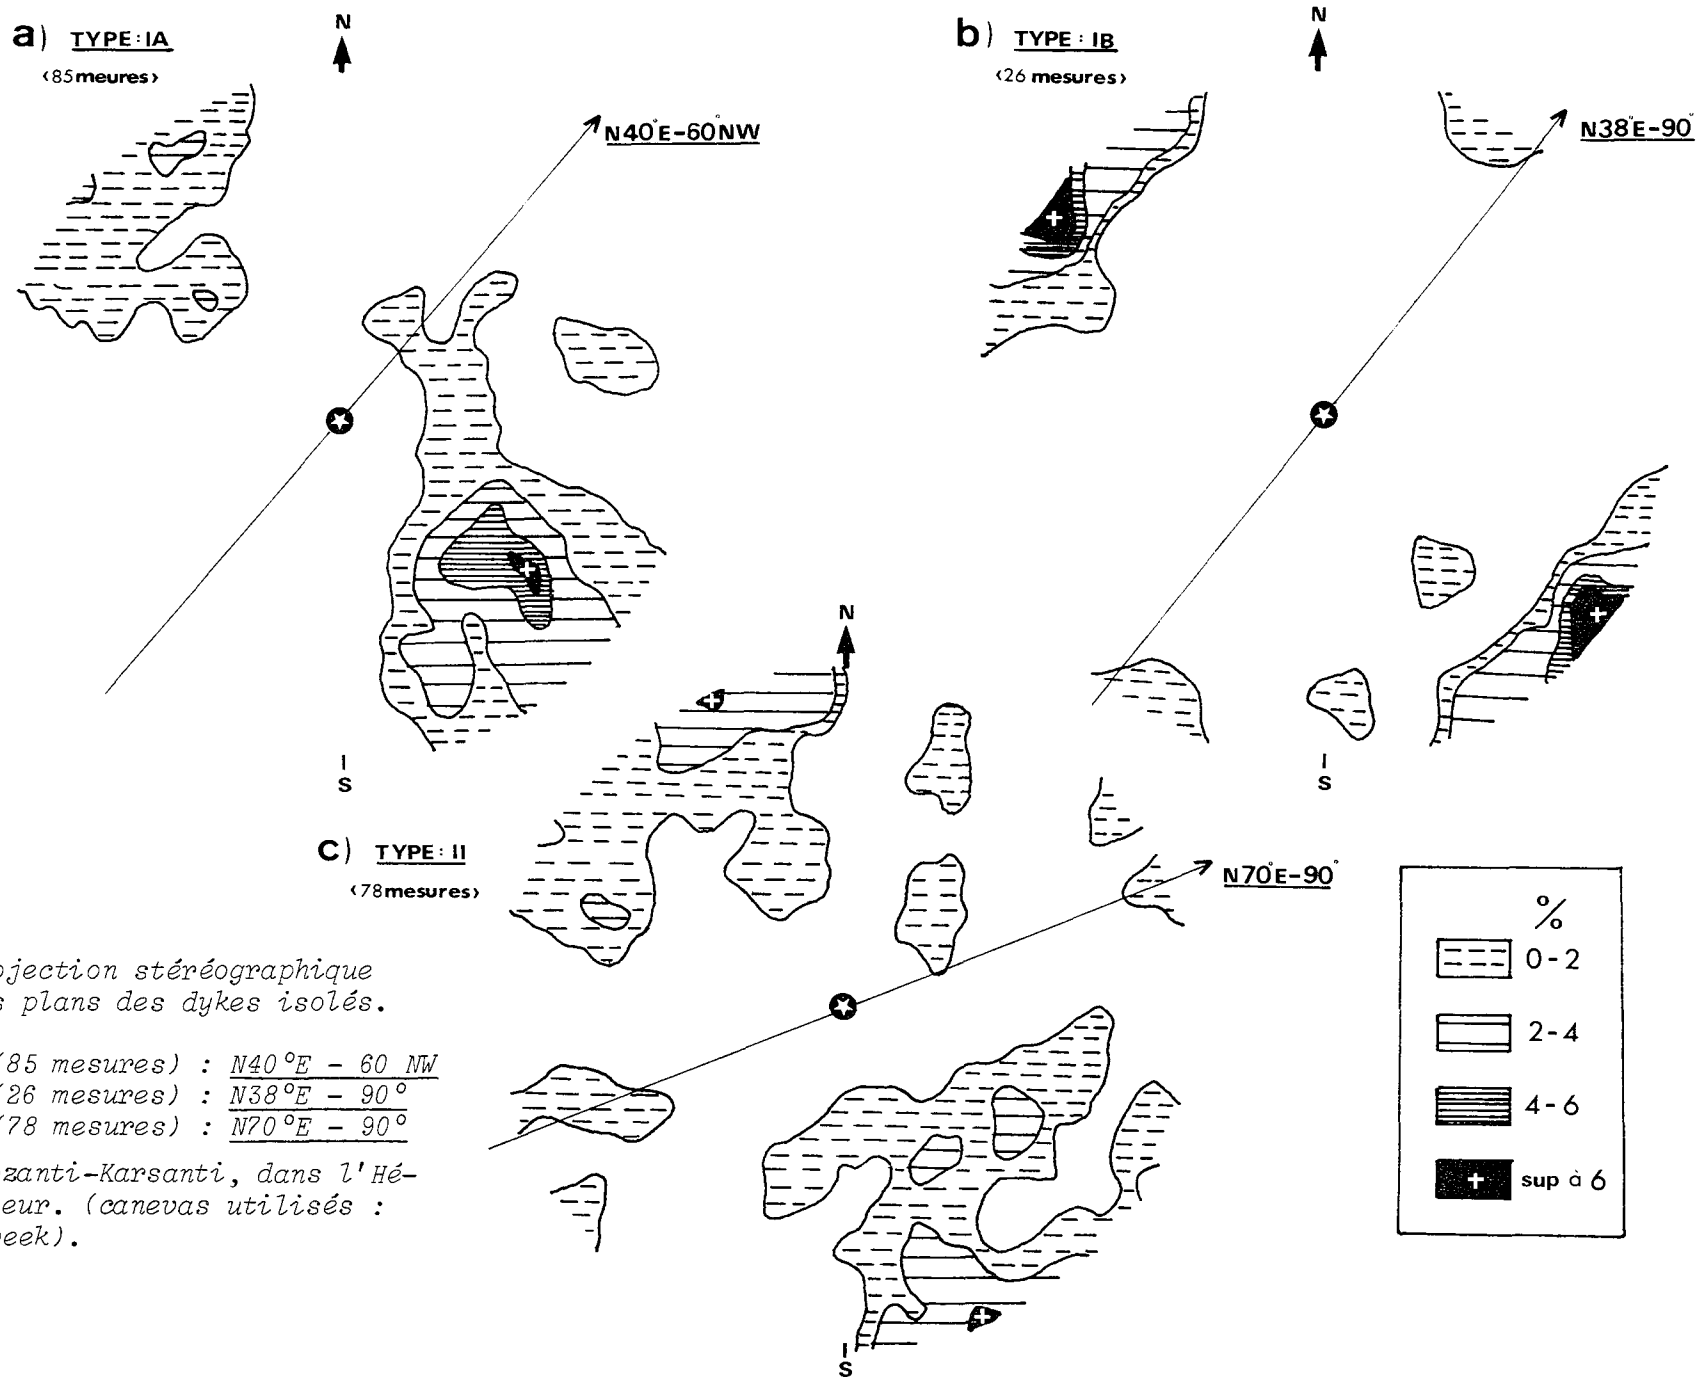 a) TYPE: IA
‹85 meures›
N
N40°E-60°NW
I
S
b) TYPE: IB
‹26 mesures›
N
N38°E-90°
I
S
c) TYPE: II
‹78 mesures›
N
N70°E-90°
I
S
%
0-2
2-4
4-6
sup à 6
ojection stéréographique
s plans des dykes isolés.
(85 mesures) : N40°E - 60 NW
(26 mesures) : N38°E - 90°
(78 mesures) : N70°E - 90°
zanti-Karsanti, dans l'Hé-
eur. (canevas utilisés :
eek).